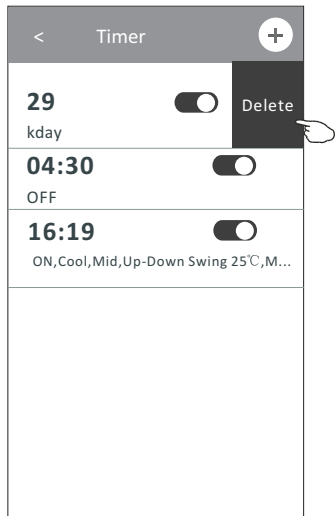 < Timer +
29
Delete
kday
04:30
OFF
16:19
ON,Cool,Mid,Up-Down Swing 25℃,M...